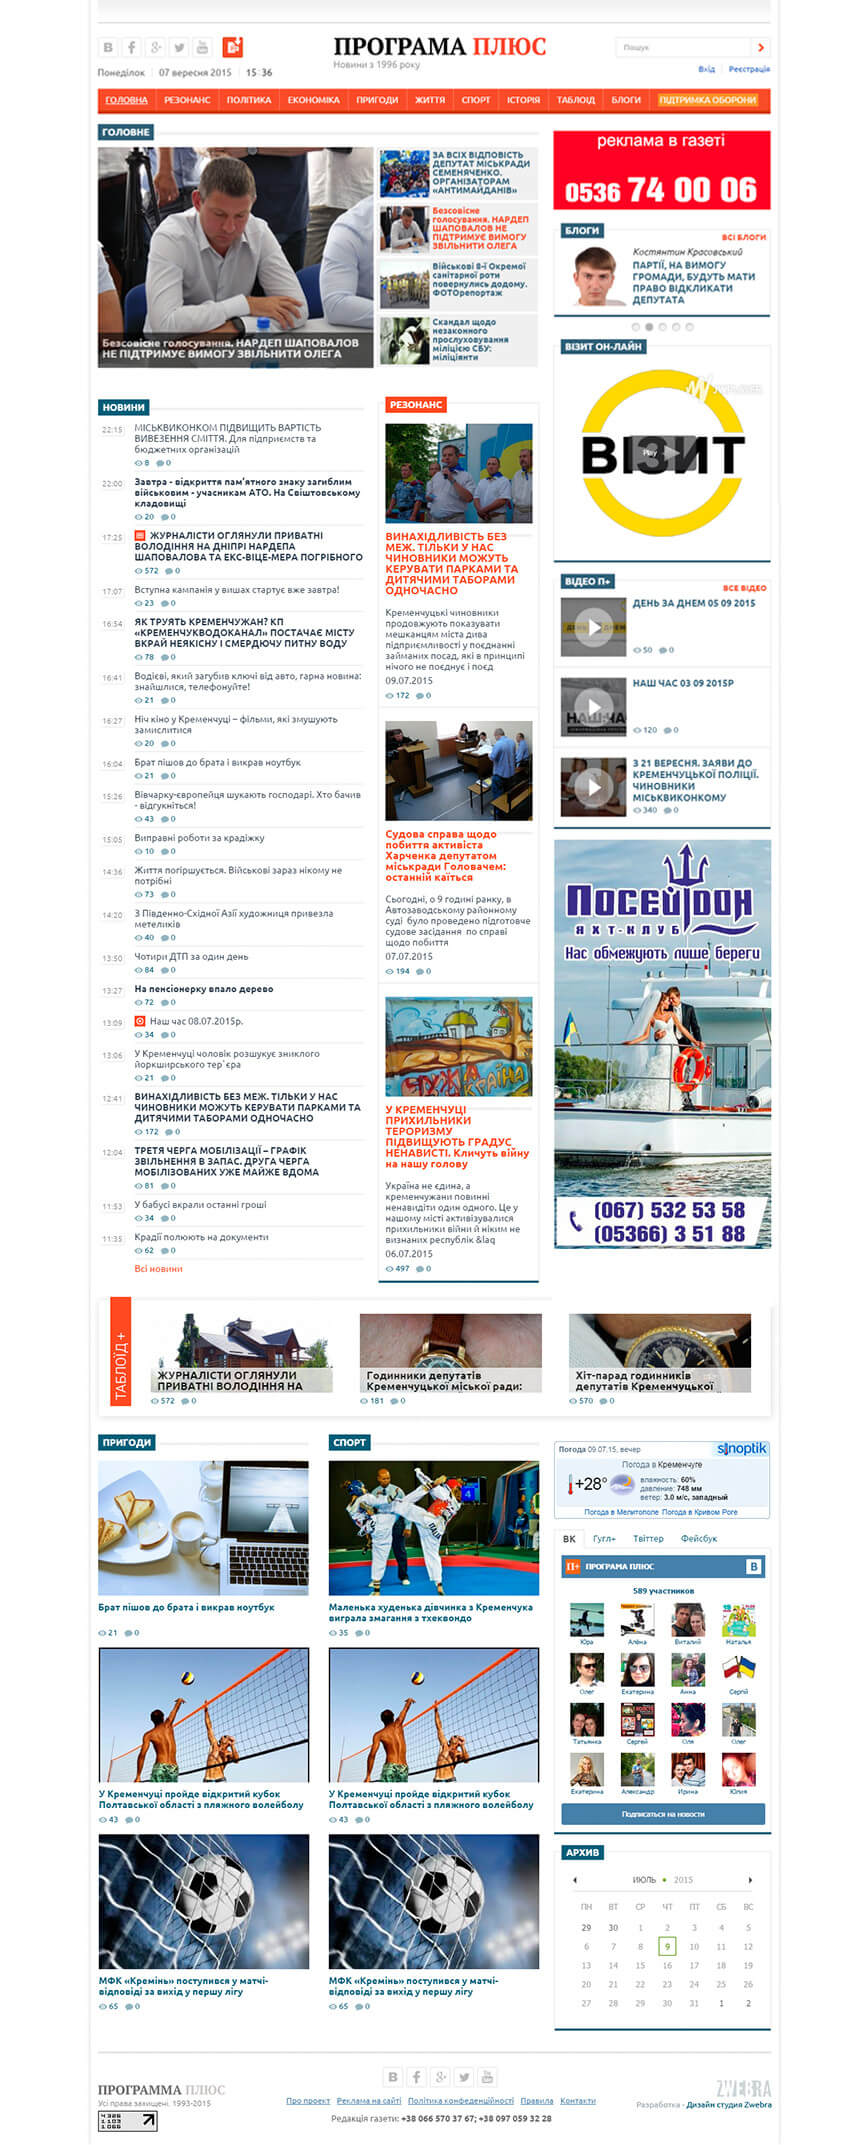 ПРОГРАМА ПЛЮС
Новини з 1996 року
Понеділок
07 вересня 2015
15:36
Пошук
Вхід
Реєстрація
ГОЛОВНА
РЕЗОНАНС
ПОЛІТИКА
ЕКОНОМІКА
ПРИГОДИ
ЖИТТЯ
СПОРТ
ІСТОРІЯ
ТАБЛОІД
БЛОГИ
ПІДТРИМКА ОБОРОНИ
ГОЛОВНЕ
Безсовісне голосування. НАРДЕП ШАПОВАЛОВ
НЕ ПІДТРИМУЄ ВИМОГУ ЗВІЛЬНИТИ ОЛЕГА
ЗА ВСІХ ВІДПОВІСТЬ
ДЕПУТАТ МІСЬКРАДИ
СЕМЕНЯЧЕНКО.
ОРГАНІЗАТОРАМ
«АНТИМАЙДАНІВ»
Безсовісне
голосування. НАРДЕП
ШАПОВАЛОВ НЕ
ПІДТРИМУЄ ВИМОГУ
ЗВІЛЬНИТИ ОЛЕГА
Військові 8-ї Окремої
санітарної роти
повернулись додому.
ФОТОрепортаж
Скандал щодо
незаконного
прослуховування
міліцією СБУ:
міліціянти
реклама в газеті
0536 74 00 06
БЛОГИ
ВСІ БЛОГИ
Костянтин Красовський
ПАРТІЇ, НА ВИМОГУ
ГРОМАДИ, БУДУТЬ МАТИ
ПРАВО ВІДКЛИКАТИ
ДЕПУТАТА
ВІЗИТ ОН-ЛАЙН
ВІЗИТ
Play
НОВИНИ
22:15
МІСЬКВИКОНКОМ ПІДВИЩИТЬ ВАРТІСТЬ
ВИВЕЗЕННЯ СМІТТЯ. Для підприємств та
бюджетних організацій
8 0
22:00
Завтра - відкриття пам'ятного знаку загиблим
військовим - учасникам АТО. На Свіштовському
кладовищі
20 0
17:25
ЖУРНАЛІСТИ ОГЛЯНУЛИ ПРИВАТНІ
ВОЛОДІННЯ НА ДНІПРІ НАРДЕПА
ШАПОВАЛОВА ТА ЕКС-ВІЦЕ-МЕРА ПОГРІБНОГО
572 0
17:07
Вступна кампанія у вишах стартує вже завтра!
23 0
16:54
ЯК ТРУЯТЬ КРЕМЕНЧУЖАН? КП
«КРЕМЕНЧУКВОДОКАНАЛ» ПОСТАЧАЄ МІСТУ
ВКРАЙ НЕЯКІСНУ І СМЕРДЮЧУ ПИТНУ ВОДУ
78 0
16:41
Водієві, який загубив ключі від авто, гарна новина:
знайшлися, телефонуйте!
21 0
16:27
Ніч кіно у Кременчуці – фільми, які змушують
замислитися
20 0
16:04
Брат пішов до брата і викрав ноутбук
21 0
15:26
Вівчарку-європейця шукають господарі. Хто бачив
- відгукніться!
43 0
15:05
Виправні роботи за крадіжку
10 0
14:36
Життя погіршується. Військові зараз нікому не
потрібні
73 0
14:20
З Південно-Східної Азії художниця привезла
метеликів
40 0
13:50
Чотири ДТП за один день
84 0
13:27
На пенсіонерку впало дерево
72 0
13:09
Наш час 08.07.2015р.
34 0
13:06
У Кременчуці чоловік розшукує зниклого
йоркширського тер`єра
21 0
12:41
ВИНАХІДЛИВІСТЬ БЕЗ МЕЖ. ТІЛЬКИ У НАС
ЧИНОВНИКИ МОЖУТЬ КЕРУВАТИ ПАРКАМИ ТА
ДИТЯЧИМИ ТАБОРАМИ ОДНОЧАСНО
172 0
12:04
ТРЕТЯ ЧЕРГА МОБІЛІЗАЦІЇ – ГРАФІК
ЗВІЛЬНЕННЯ В ЗАПАС. ДРУГА ЧЕРГА
МОБІЛІЗОВАНИХ УЖЕ МАЙЖЕ ВДОМА
81 0
11:53
У бабусі вкрали останні гроші
34 0
11:35
Крадії полюють на документи
62 0
Всі новини
РЕЗОНАНС
ВИНАХІДЛИВІСТЬ БЕЗ
МЕЖ. ТІЛЬКИ У НАС
ЧИНОВНИКИ МОЖУТЬ
КЕРУВАТИ ПАРКАМИ ТА
ДИТЯЧИМИ ТАБОРАМИ
ОДНОЧАСНО
Кременчуцькі чиновники
продовжують показувати
мешканцям міста дива
підприємливості у поєднанні
займаних посад, які в принципі
нічого не поєднує і поєд
09.07.2015
172 0
Судова справа щодо
побиття активіста
Харченка депутатом
міськради Головачем:
останній каїться
Сьогодні, о 9 годині ранку, в
Автозаводському районному
суді було проведено підготовче
судове засідання по справі
щодо побиття
07.07.2015
194 0
У КРЕМЕНЧУЦІ
ПРИХИЛЬНИКИ
ТЕРОРИЗМУ
ПІДВИЩУЮТЬ ГРАДУС
НЕНАВИСТІ. Кличуть війну
на нашу голову
Україна не єдина, а
кременчужани повинні
ненавидіти один одного. Це у
нашому місті активізувалися
прихильники війни й ніким не
визнаних республік &laq
06.07.2015
497 0
ВІДЕО П+
ВСЕ ВІДЕО
ДЕНЬ ЗА ДНЕМ 05 09 2015
50 0
НАШ ЧАС 03 09 2015Р
120 0
З 21 ВЕРЕСНЯ. ЗАЯВИ ДО
КРЕМЕНЧУЦЬКОЇ ПОЛІЦІЇ.
ЧИНОВНИКИ
МІСЬКВИКОНКОМУ
340 0
ПОСЕЙДОН
ЯХТ-КЛУБ
Нас обмежують лише береги
(067) 532 53 58
(05366) 3 51 88
ТАБЛОЇД +
ЖУРНАЛІСТИ ОГЛЯНУЛИ
ПРИВАТНІ ВОЛОДІННЯ НА
572 0
Годинники депутатів
Кременчуцької міської ради:
181 0
Хіт-парад годинників
депутатів Кременчуцької
570 0
ПРИГОДИ
Брат пішов до брата і викрав ноутбук
21 0
У Кременчуці пройде відкритий кубок
Полтавської області з пляжного волейболу
43 0
МФК «Кремінь» поступився у матчі-
відповіді за вихід у першу лігу
65 0
СПОРТ
Маленька худенька дівчинка з Кременчука
виграла змагання з тхеквондо
35 0
У Кременчуці пройде відкритий кубок
Полтавської області з пляжного волейболу
43 0
МФК «Кремінь» поступився у матчі-
відповіді за вихід у першу лігу
65 0
Погода 09.07.15, вечер
sinoptik
Погода в Кременчуге
+28°
влажность: 60%
давление: 748 мм
ветер: 3.0 м/с, западный
Погода в Мелитополе Погода в Кривом Роге
ВК
Гугл+
Твіттер
Фейсбук
П+ ПРОГРАМА ПЛЮС
589 участников
Юра
Алёна
Виталий
Наталья
Олег
Екатерина
Анна
Сергій
Татьянка
Сергей
Оля
Олег
Екатерина
Александр
Ирина
Юлия
Подписаться на новости
АРХИВ
ИЮЛЬ 2015
ПН ВТ СР ЧТ ПТ СБ ВС
29 30 1 2 3 4 5
6 7 8 9 10 11 12
13 14 15 16 17 18 19
20 21 22 23 24 25 26
27 28 29 30 31 1 2
ПРОГРАММА ПЛЮС
Усі права захищені. 1993-2015
Про проект
Реклама на сайті
Політика конфеденційності
Правила
Контакти
Редакція газети: +38 066 570 37 67; +38 097 059 32 28
ZWEBRA
Разработка - Дизайн студия Zwebra